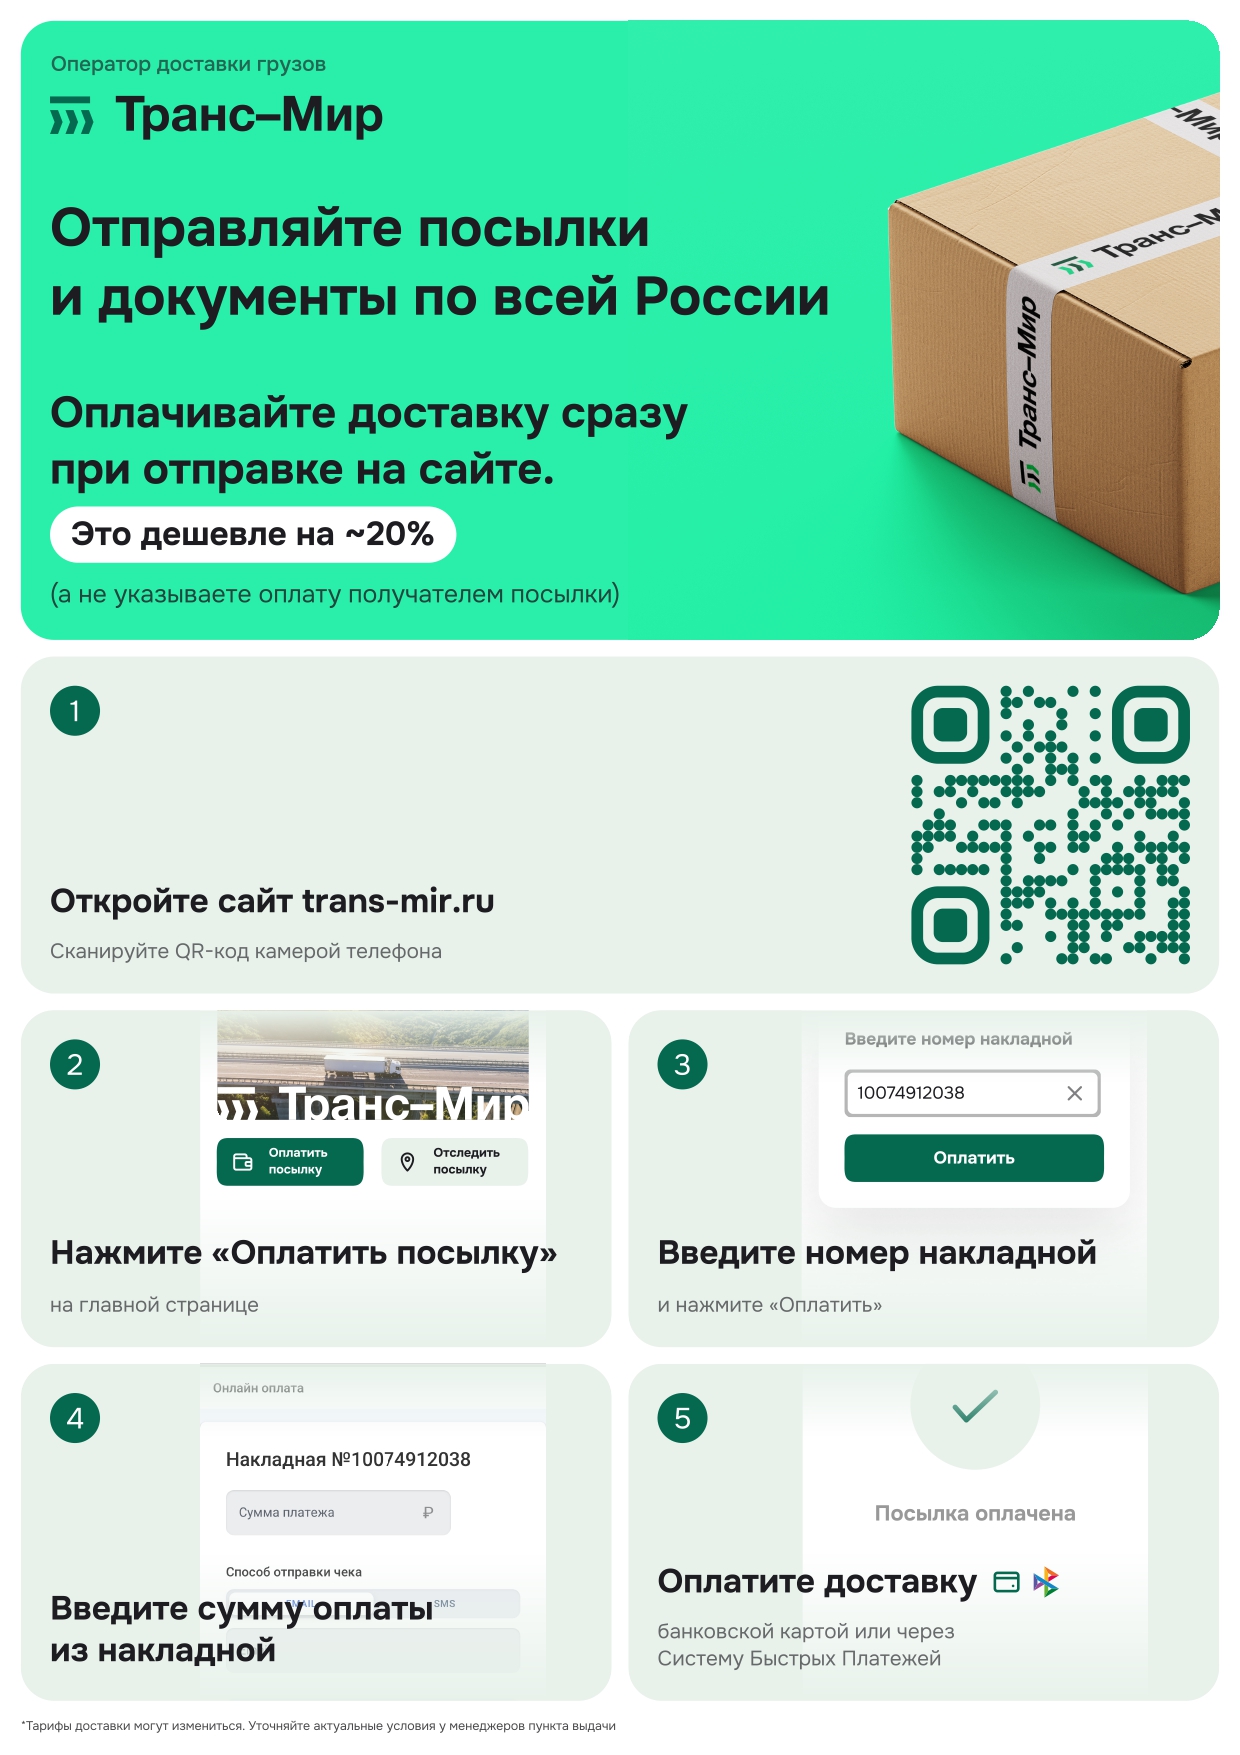 Оператор доставки грузов
Транс–Мир
Отправляйте посылки
и документы по всей России
Оплачивайте доставку сразу
при отправке на сайте.
Это дешевле на ~20%
(а не указываете оплату получателем посылки)
Транс–Мир
Транс–М
–Мир
1
Откройте сайт trans-mir.ru
Сканируйте QR-код камерой телефона
2
Транс–Мир
Оплатить
посылку
Отследить
посылку
Нажмите «Оплатить посылку»
на главной странице
3
Введите номер накладной
10074912038
Оплатить
Введите номер накладной
и нажмите «Оплатить»
4
Онлайн оплата
Накладная №10074912038
Сумма платежа ₽
Способ отправки чека
EMAIL
SMS
Введите сумму оплаты
из накладной
5
Посылка оплачена
Оплатите доставку
банковской картой или через
Систему Быстрых Платежей
*Тарифы доставки могут измениться. Уточняйте актуальные условия у менеджеров пункта выдачи